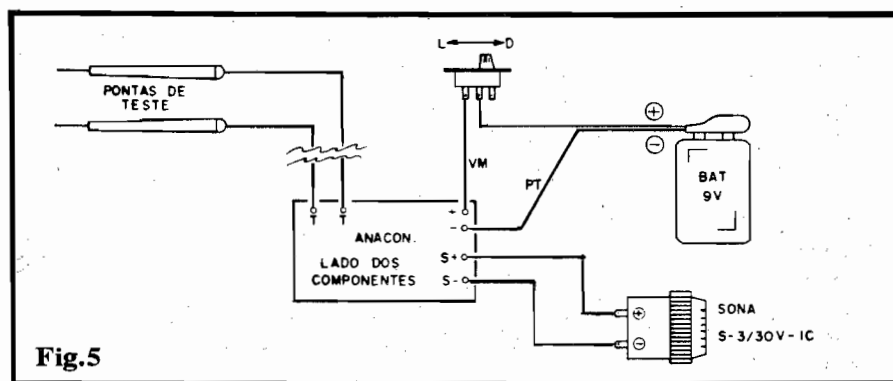 L D
PONTAS DE
TESTE
+
-
BAT
9V
VM
PT
T T
+
-
ANACON.
S+
LADO DOS
COMPONENTES
S-
+
-
SONA
S-3/30V-1C
Fig.5